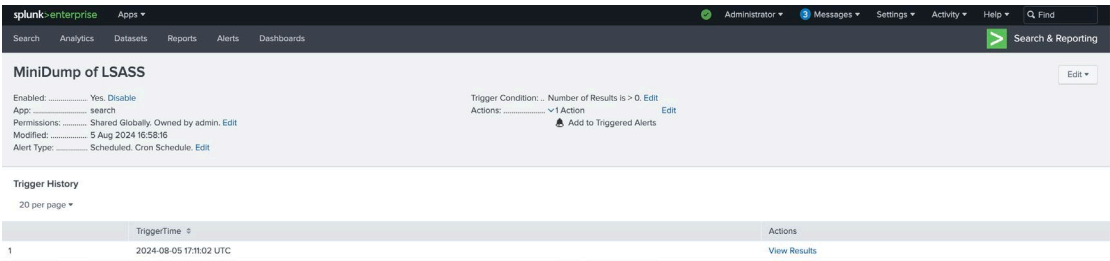 splunk>enterprise Apps ▾ Administrator ▾ 3 Messages ▾ Settings ▾ Activity ▾ Help ▾ Find
Search Analytics Datasets Reports Alerts Dashboards Search & Reporting
MiniDump of LSASS Edit ▾
Enabled: .................. Yes. Disable
App: ......................... search
Permissions: ............ Shared Globally. Owned by admin. Edit
Modified: ................. 5 Aug 2024 16:58:16
Alert Type: ............... Scheduled. Cron Schedule. Edit
Trigger Condition: .. Number of Results is > 0. Edit
Actions: .................... 1 Action Edit
Add to Triggered Alerts
Trigger History
20 per page ▾
TriggerTime Actions
1 2024-08-05 17:11:02 UTC View Results